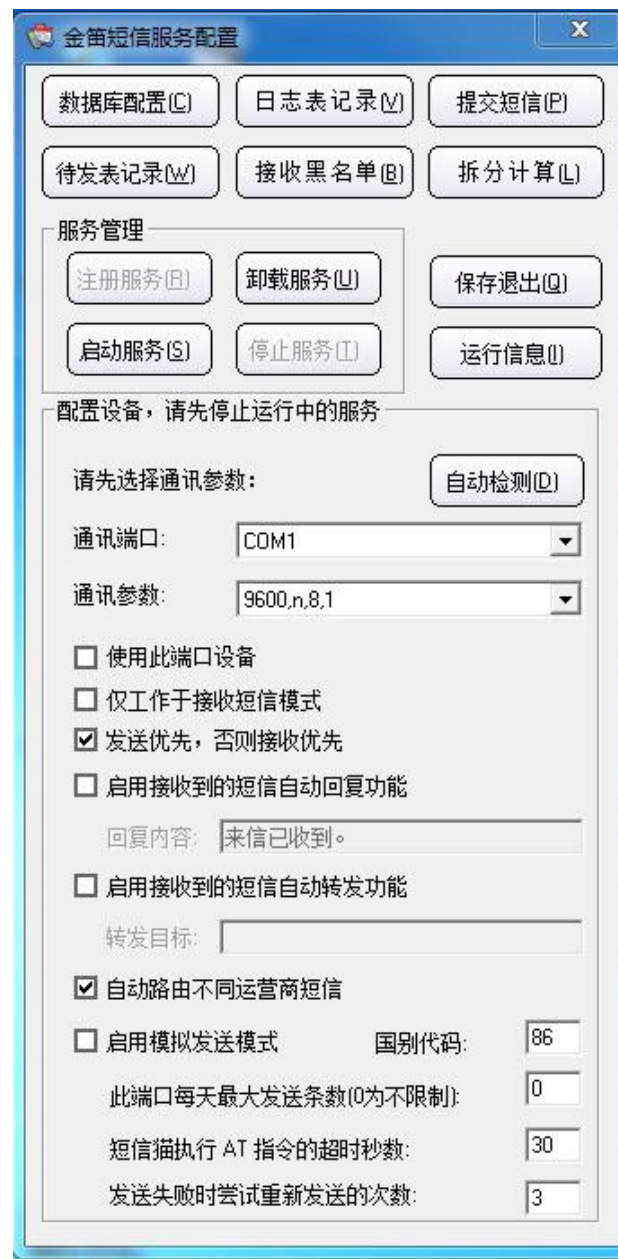 金笛短信服务配置
数据库配置(C) 日志表记录(V) 提交短信(P)
待发表记录(W) 接收黑名单(B) 拆分计算(L)
服务管理
注册服务(R) 卸载服务(U) 保存退出(Q)
启动服务(S) 停止服务(T) 运行信息(I)
配置设备，请先停止运行中的服务
请先选择通讯参数： 自动检测(D)
通讯端口: COM1
通讯参数: 9600,n,8,1
使用此端口设备
仅工作于接收短信模式
发送优先，否则接收优先
启用接收到的短信自动回复功能
回复内容: 来信已收到。
启用接收到的短信自动转发功能
转发目标:
自动路由不同运营商短信
启用模拟发送模式 国别代码: 86
此端口每天最大发送条数(0为不限制): 0
短信猫执行 AT 指令的超时秒数: 30
发送失败时尝试重新发送的次数: 3